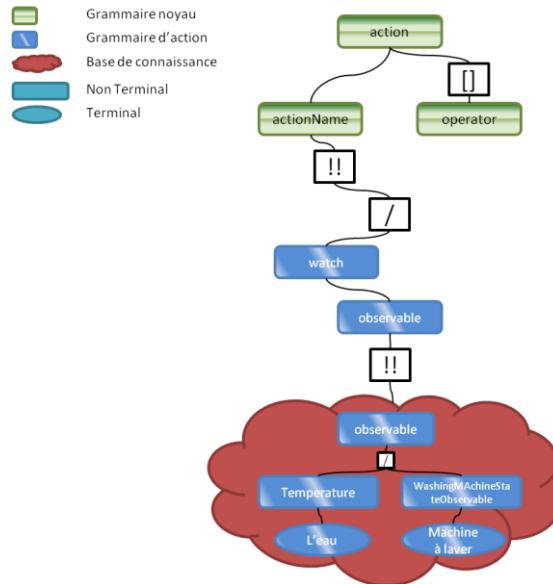 Grammaire noyau
Grammaire d'action
Base de connaissance
Non Terminal
Terminal
action
[]
actionName
operator
!!
/
watch
observable
!!
observable
/
Temperature
WashingMAchineSta
teObservable
L'eau
Machine
à laver